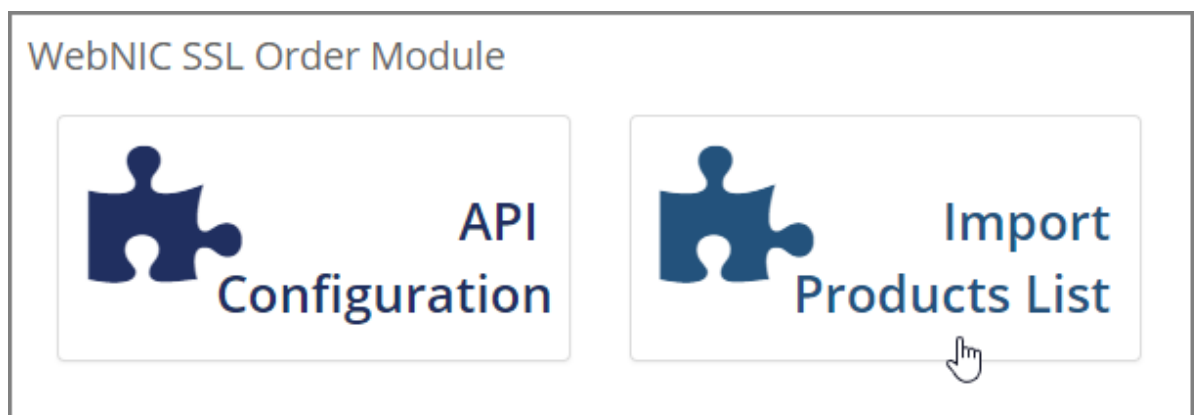 WebNIC SSL Order Module
API
Configuration
Import
Products List